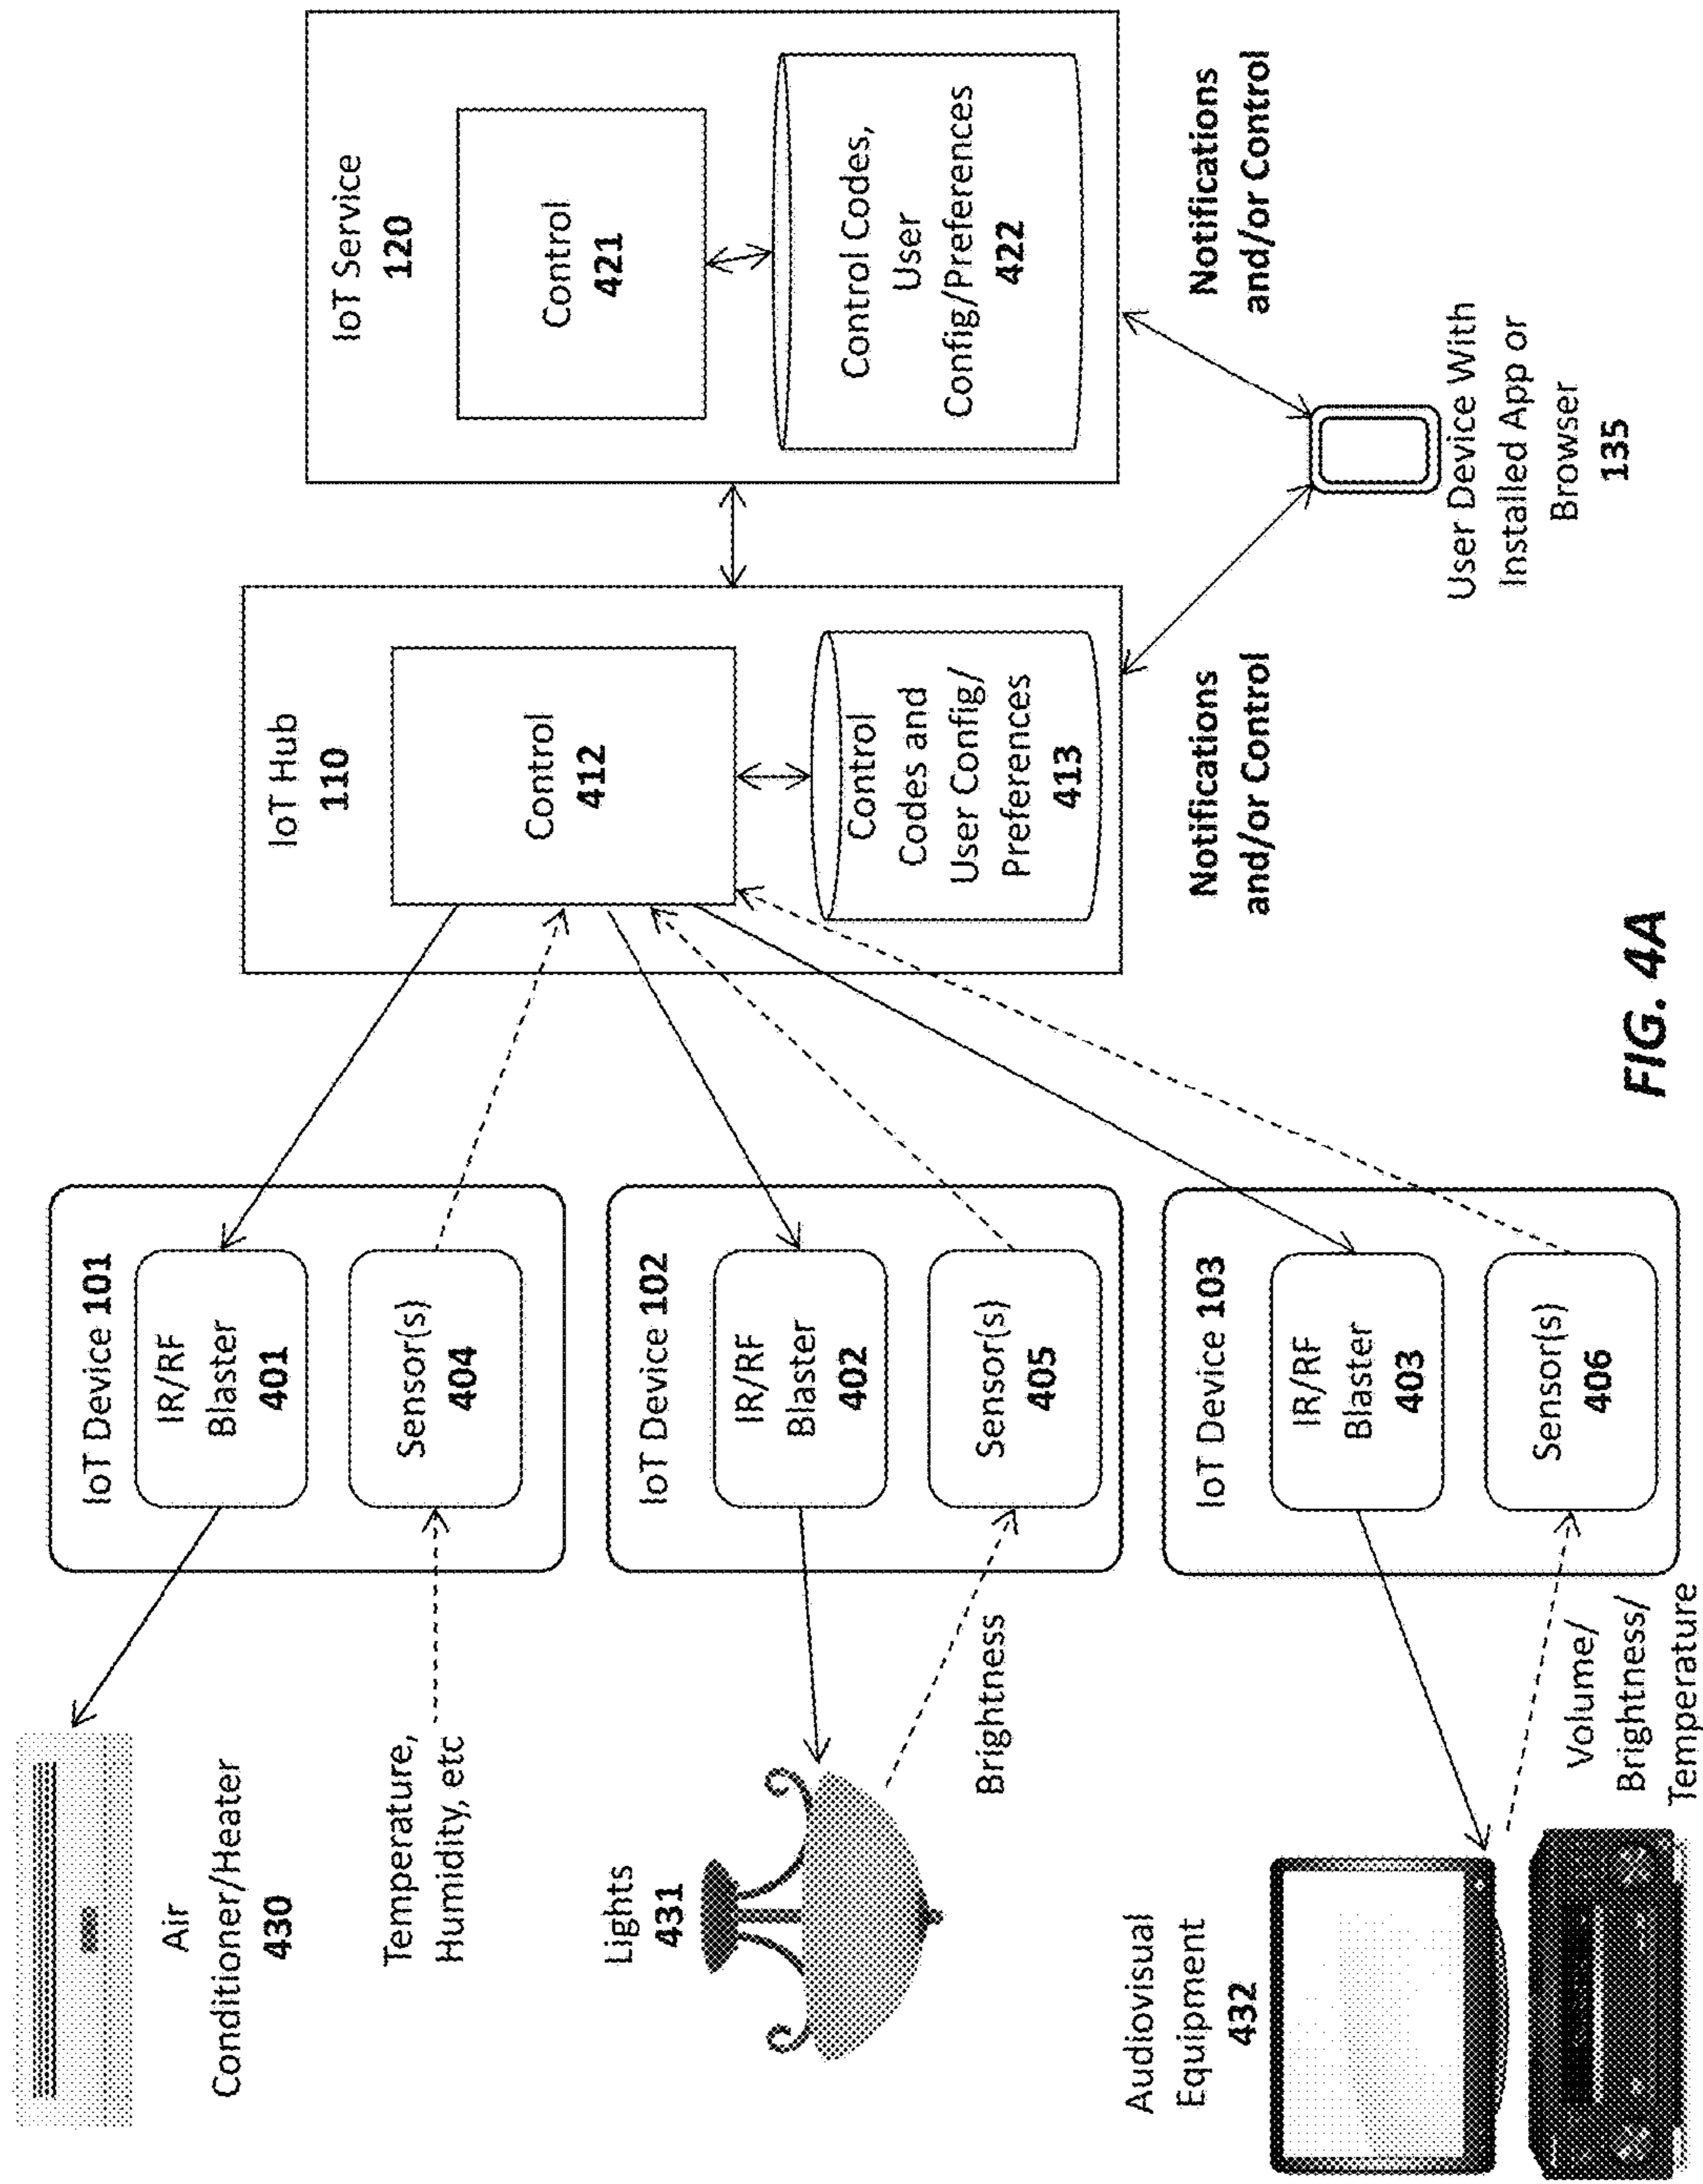 Air
Conditioner/Heater
430
Temperature,
Humidity, etc
Lights
431
Brightness
Audiovisual
Equipment
432
Volume/
Brightness/
Temperature
IoT Device 101
IR/RF
Blaster
401
Sensor(s)
404
IoT Device 102
IR/RF
Blaster
402
Sensor(s)
405
IoT Device 103
IR/RF
Blaster
403
Sensor(s)
406
IoT Hub
110
Control
412
Control
Codes and
User Config/
Preferences
413
Notifications
and/or Control
IoT Service
120
Control
421
Control Codes,
User
Config/Preferences
422
Notifications
and/or Control
User Device With
Installed App or
Browser
135
FIG. 4A